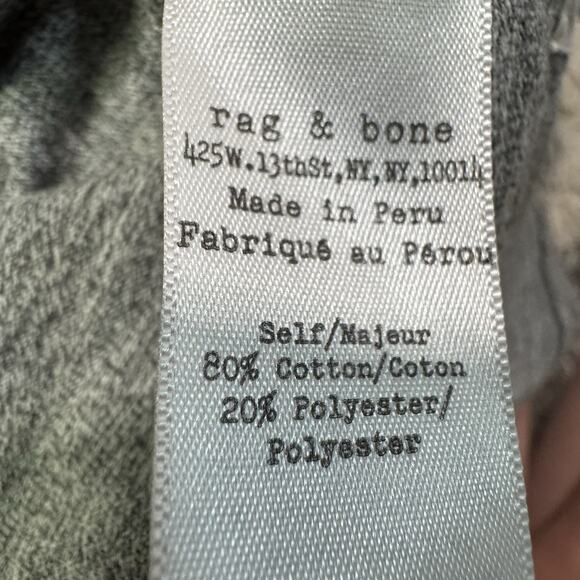 rag & bone
425W.13thSt,NY,NY,10014
Made in Peru
Fabriqué au Pérou
Self/Majeur
80% Cotton/Coton
20% Polyester/
Polyester